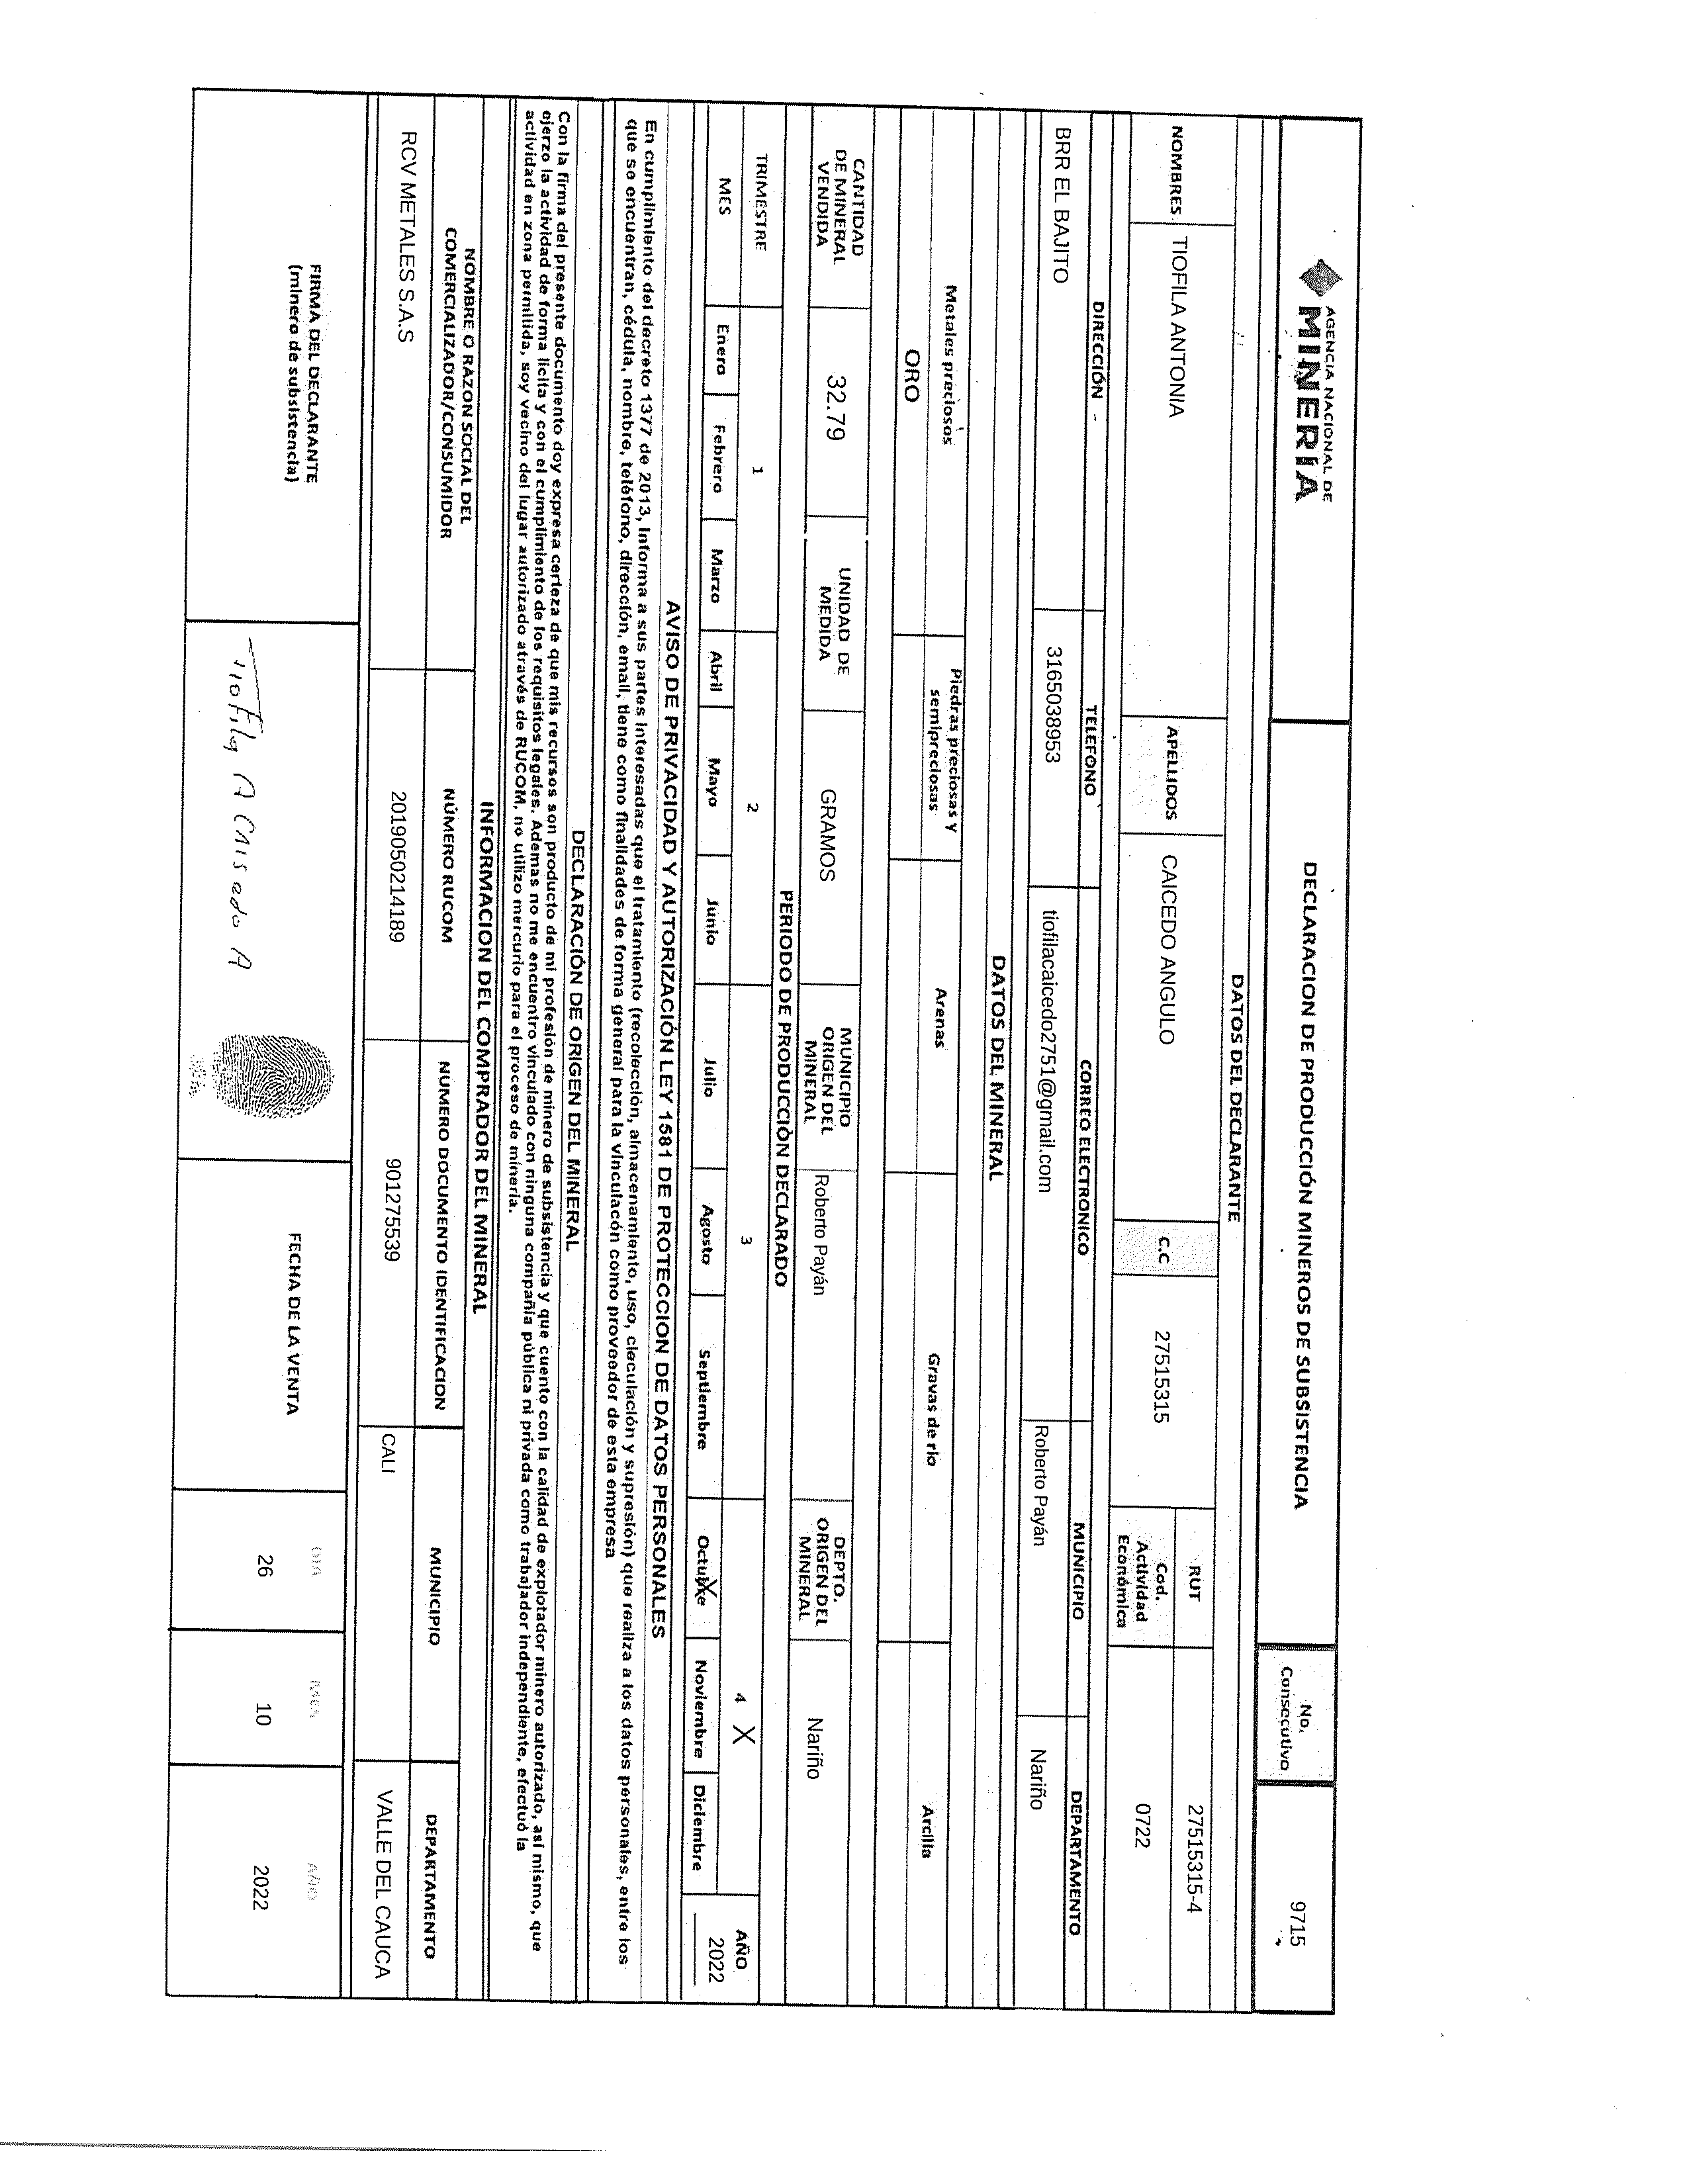 AGENCIA NACIONAL DE
MINERÍA
DECLARACION DE PRODUCCIÓN MINEROS DE SUBSISTENCIA
No. Consecutivo
9715
DATOS DEL DECLARANTE
NOMBRES
TIOFILA ANTONIA
APELLIDOS
CAICEDO ANGULO
C.C
27515315
RUT
27515315-4
Cod. Actividad Económica
0722
DIRECCIÓN
TELEFONO
CORREO ELECTRONICO
MUNICIPIO
DEPARTAMENTO
BRR EL BAJITO
3165038953
tiofilacaicedo2751@gmail.com
Roberto Payán
Nariño
DATOS DEL MINERAL
Metales preciosos
Piedras preciosas y semipreciosas
Arenas
Gravas de río
Arcilla
ORO
CANTIDAD DE MINERAL VENDIDA
32.79
UNIDAD DE MEDIDA
GRAMOS
MUNICIPIO ORIGEN DEL MINERAL
Roberto Payán
DEPTO. ORIGEN DEL MINERAL
Nariño
PERIODO DE PRODUCCIÒN DECLARADO
TRIMESTRE
1
2
3
4 X
AÑO
2022
MES
Enero
Febrero
Marzo
Abril
Mayo
Junio
Julio
Agosto
Septiembre
Octubre X
Noviembre
Diciembre
AVISO DE PRIVACIDAD Y AUTORIZACIÓN LEY 1581 DE PROTECCION DE DATOS PERSONALES
En cumplimiento del decreto 1377 de 2013, Informa a sus partes interesadas que el tratamiento (recolección, almacenamiento, uso, cieculación y supresión) que realiza a los datos personales, entre los
que se encuentran, cédula, nombre, teléfono, dirección, email, tiene como finalidades de forma general para la vinculacón como proveedor de esta empresa
DECLARACIÓN DE ORIGEN DEL MINERAL
Con la firma del presente documento doy expresa certeza de que mis recursos son producto de mi profesión de minero de subsistencia y que cuento con la calidad de explotador minero autorizado, así mismo, que
ejerzo la actividad de forma licita y con el cumplimiento de los requisitos legales. Ademas no me encuentro vinculado con ninguna compañía pública ni privada como trabajador independiente, efectuó la
actividad en zona permitida, soy vecino del lugar autorizado através de RUCOM, no utilizo mercurio para el proceso de minería.
INFORMACION DEL COMPRADOR DEL MINERAL
NOMBRE O RAZON SOCIAL DEL COMERCIALIZADOR/CONSUMIDOR
NÚMERO RUCOM
NUMERO DOCUMENTO IDENTIFICACION
MUNICIPIO
DEPARTAMENTO
RCV METALES S.A.S
2019050214189
901275539
CALI
VALLE DEL CAUCA
FIRMA DEL DECLARANTE
(minero de subsistencia)
Tiofila A CAisedo A
FECHA DE LA VENTA
DIA
26
MES
10
AÑO
2022